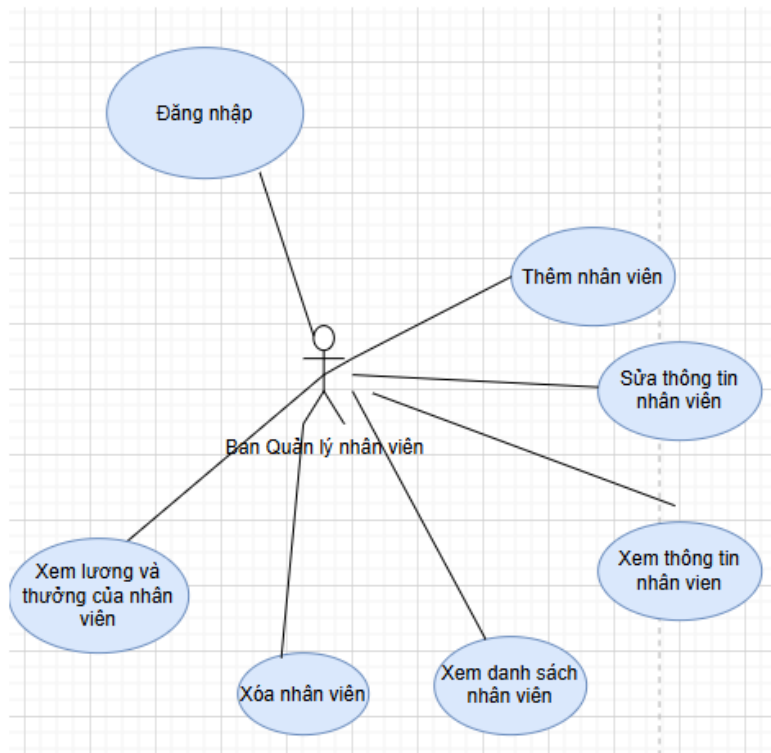 Đăng nhập
Thêm nhân viên
Sửa thông tin
nhân viên
Ban Quản lý nhân viên
Xem thông tin
nhân vien
Xem lương và
thưởng của nhân
viên
Xóa nhân viên
Xem danh sách
nhân viên